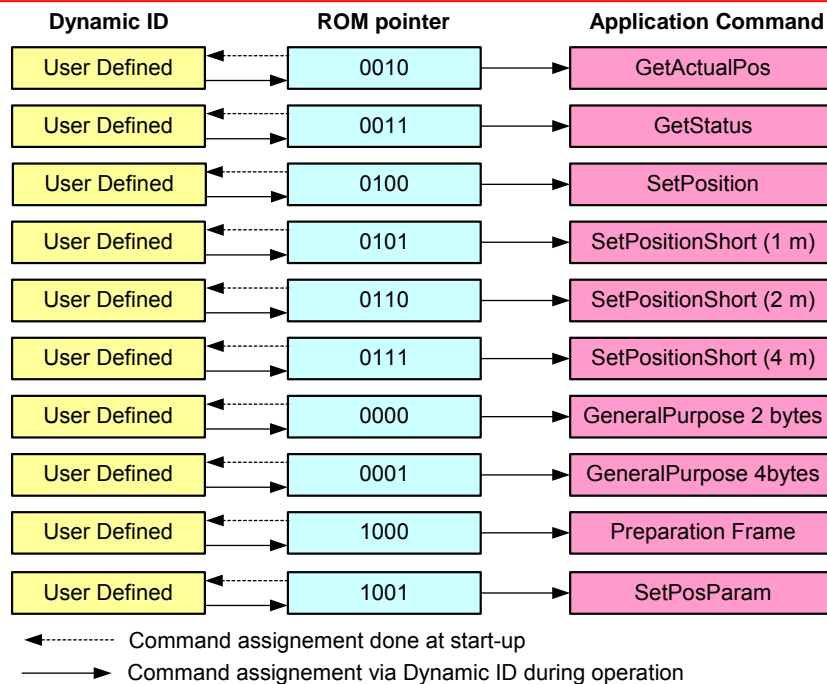 Dynamic ID ROM pointer Application Command
User Defined 0010 GetActualPos
User Defined 0011 GetStatus
User Defined 0100 SetPosition
User Defined 0101 SetPositionShort (1 m)
User Defined 0110 SetPositionShort (2 m)
User Defined 0111 SetPositionShort (4 m)
User Defined 0000 GeneralPurpose 2 bytes
User Defined 0001 GeneralPurpose 4bytes
User Defined 1000 Preparation Frame
User Defined 1001 SetPosParam
Command assignement done at start-up
Command assignement via Dynamic ID during operation